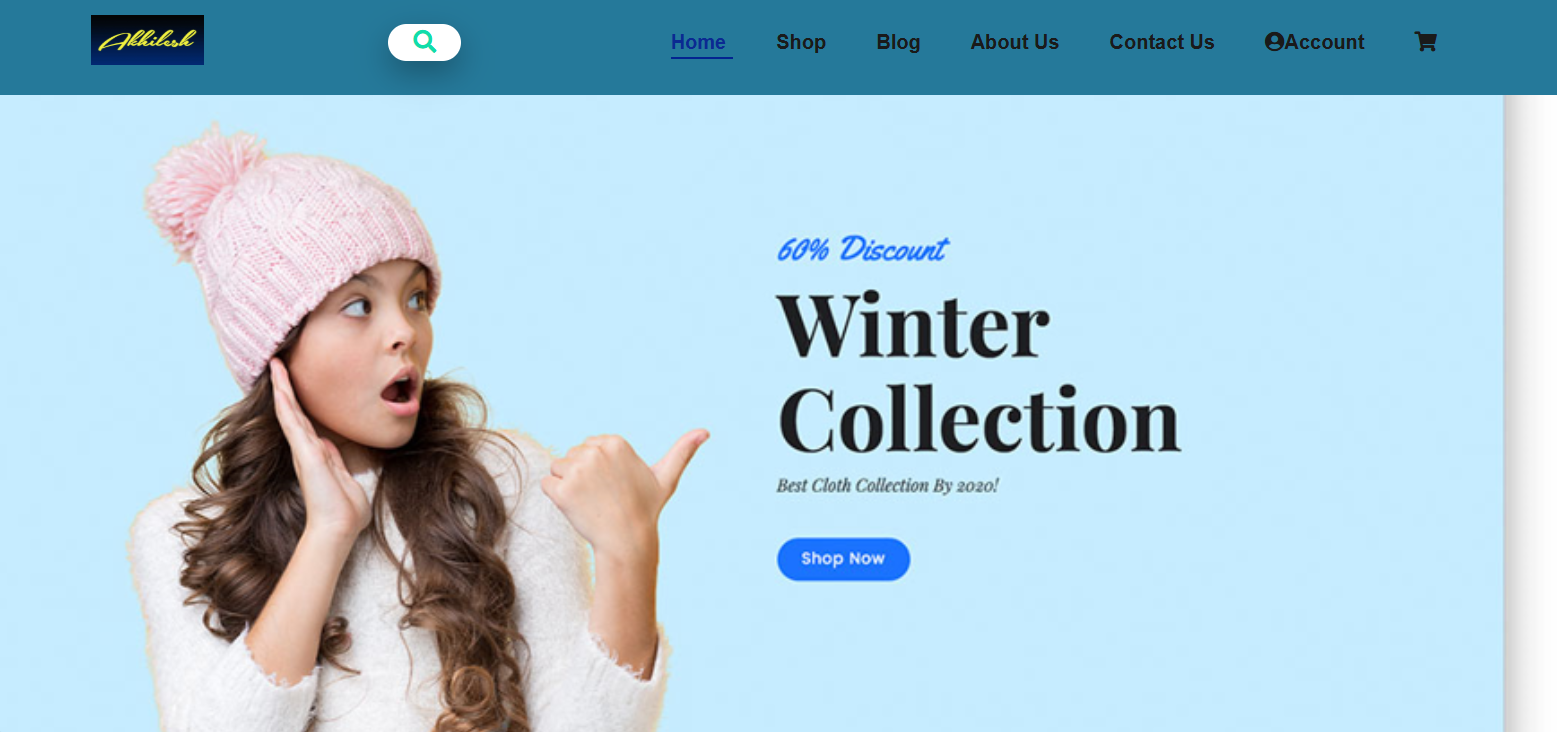 Akhilesh
Home Shop Blog About Us Contact Us Account
60% Discount
Winter
Collection
Best Cloth Collection By 2020!
Shop Now